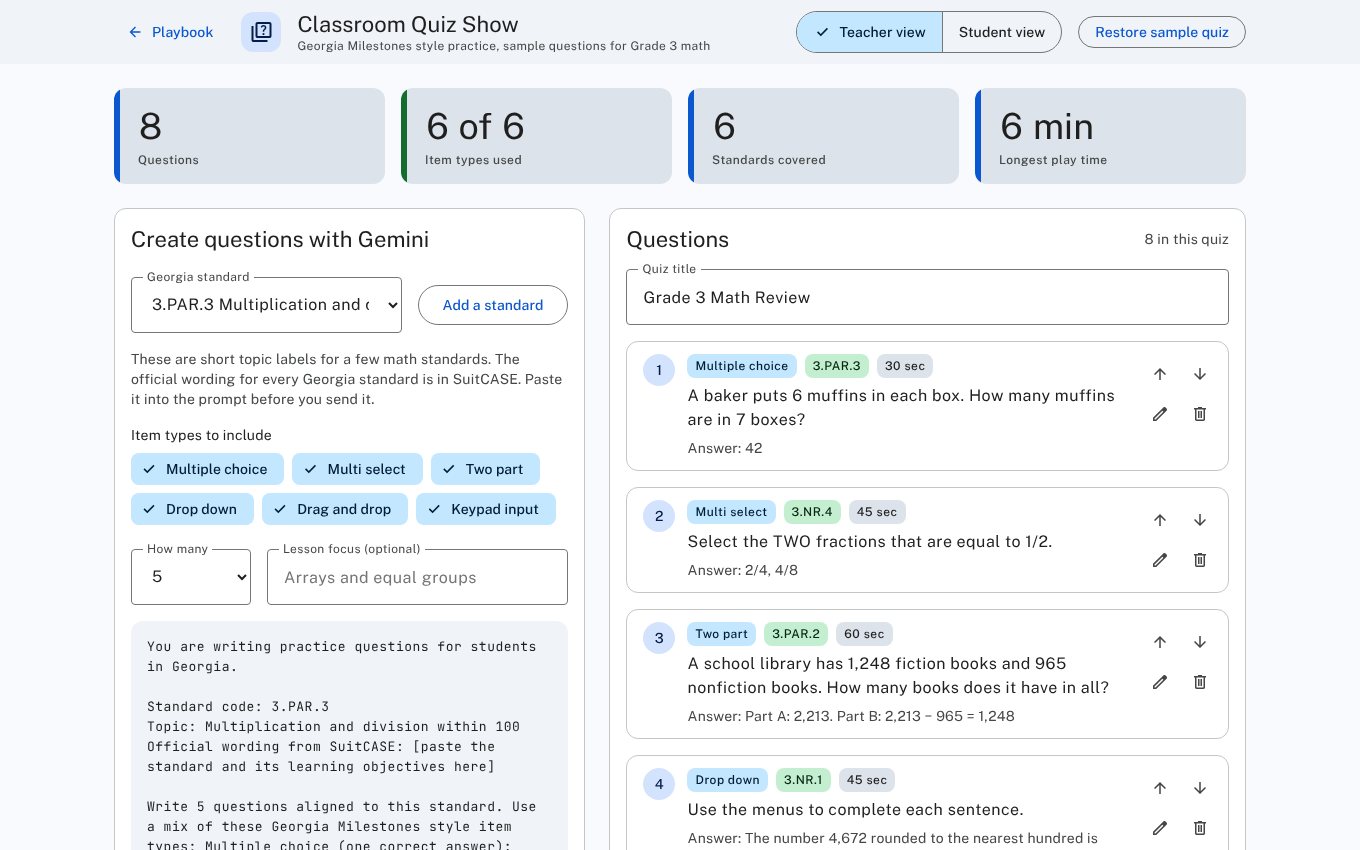 Playbook
Classroom Quiz Show
Georgia Milestones style practice, sample questions for Grade 3 math
Teacher view
Student view
Restore sample quiz
8
Questions
6 of 6
Item types used
6
Standards covered
6 min
Longest play time
Create questions with Gemini
Georgia standard
3.PAR.3 Multiplication and
Add a standard
These are short topic labels for a few math standards. The
official wording for every Georgia standard is in SuitCASE. Paste
it into the prompt before you send it.
Item types to include
Multiple choice
Multi select
Two part
Drop down
Drag and drop
Keypad input
How many
5
Lesson focus (optional)
Arrays and equal groups
You are writing practice questions for students
in Georgia.
Standard code: 3.PAR.3
Topic: Multiplication and division within 100
Official wording from SuitCASE: [paste the
standard and its learning objectives here]
Write 5 questions aligned to this standard. Use
a mix of these Georgia Milestones style item
types: Multiple choice (one correct answer);
Questions
8 in this quiz
Quiz title
Grade 3 Math Review
1
Multiple choice
3.PAR.3
30 sec
A baker puts 6 muffins in each box. How many muffins
are in 7 boxes?
Answer: 42
2
Multi select
3.NR.4
45 sec
Select the TWO fractions that are equal to 1/2.
Answer: 2/4, 4/8
3
Two part
3.PAR.2
60 sec
A school library has 1,248 fiction books and 965
nonfiction books. How many books does it have in all?
Answer: Part A: 2,213. Part B: 2,213 − 965 = 1,248
4
Drop down
3.NR.1
45 sec
Use the menus to complete each sentence.
Answer: The number 4,672 rounded to the nearest hundred is